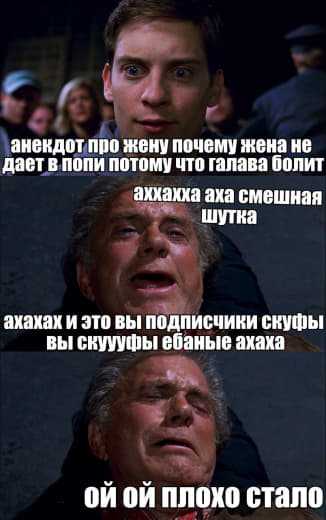 анекдот про жену почему жена не
дает в попи потому что галава болит
аххахха аха смешная
шутка
ахахах и это вы подписчики скуфы
вы скуууфы ебаные ахаха
ой ой плохо стало